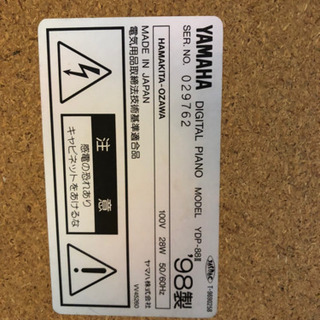 YAMAHA DIGITAL PIANO MODEL YDP-88Ⅱ
SER.NO. 029762
HAMAKITA-OZAWA 100V 28W 50/60Hz '98製
MADE IN JAPAN
電気用品取締法技術基準適合品
ヤマハ株式会社
注意
感電の恐れあり
キャビネットをあけるな
VV45260